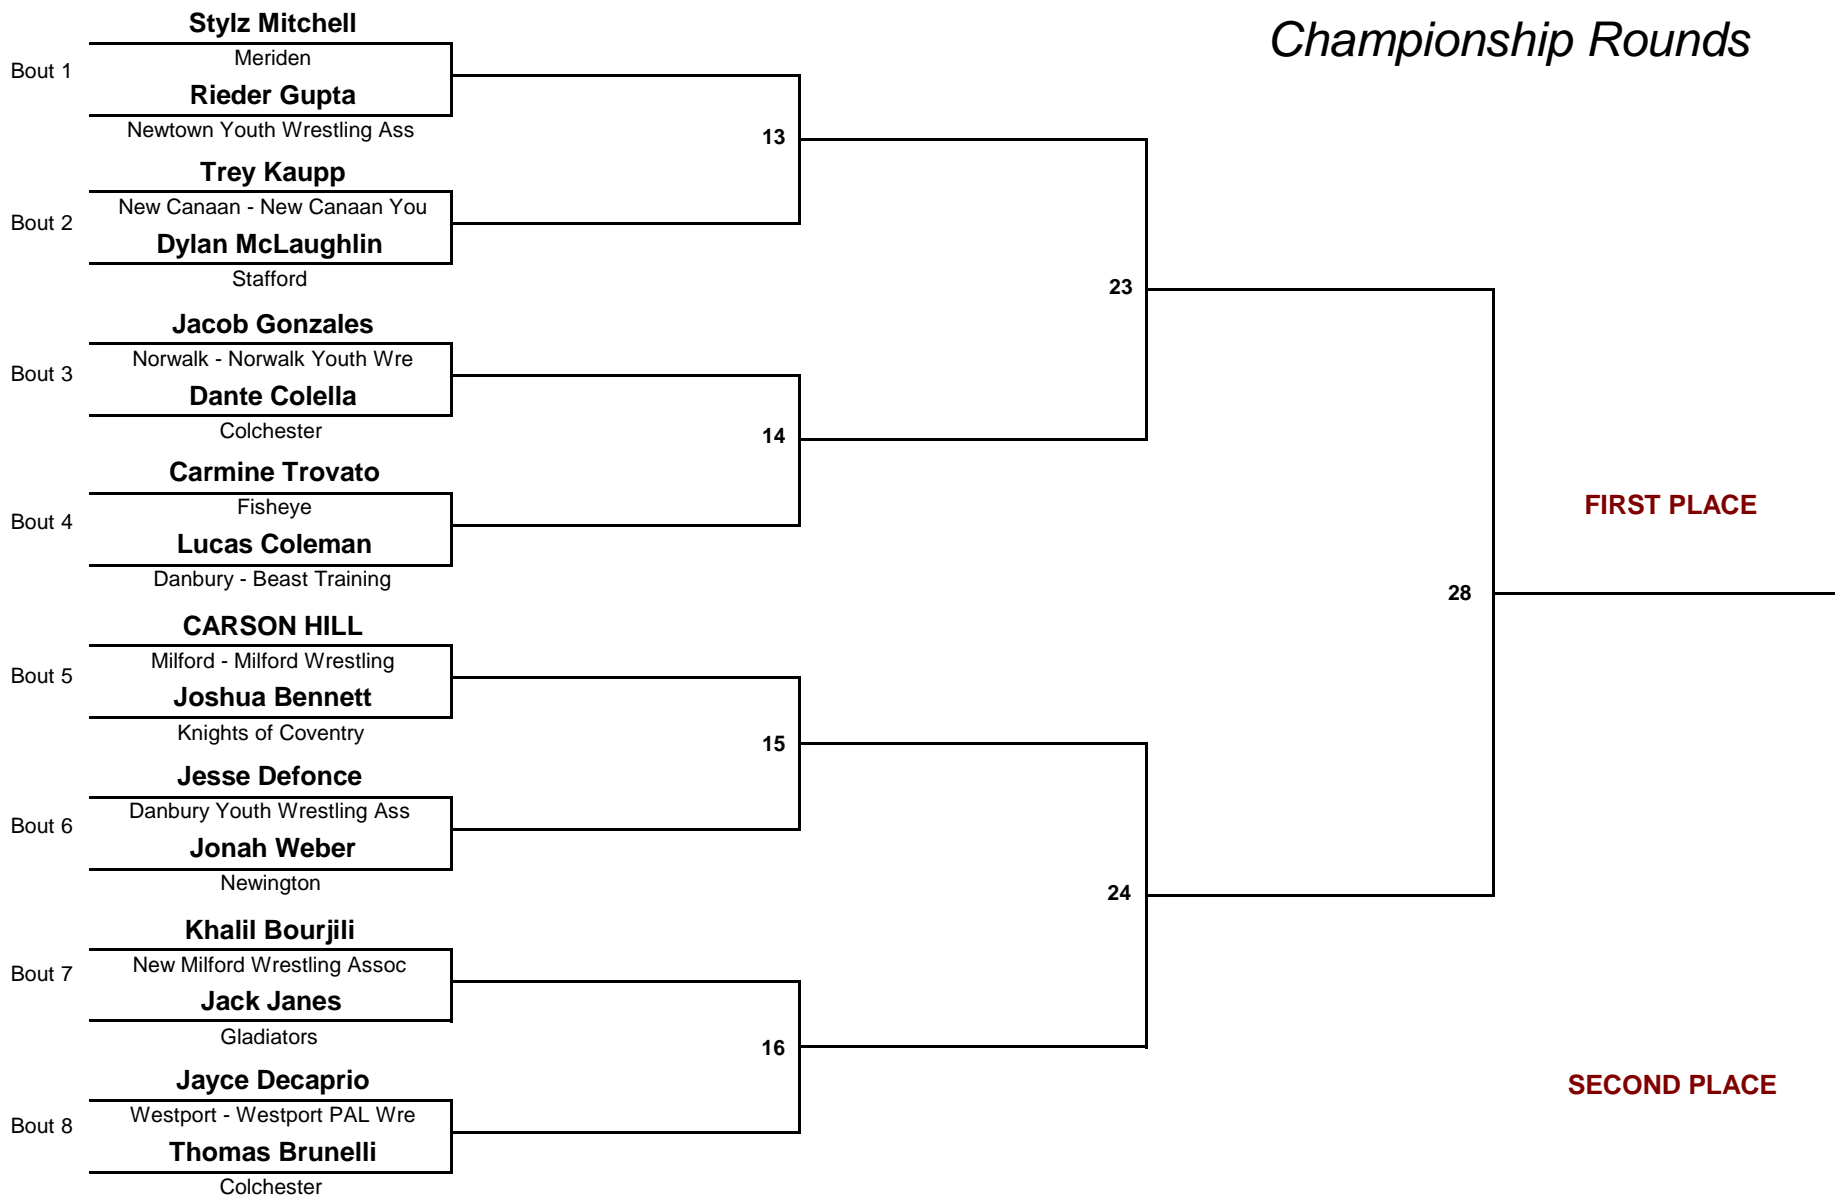 Championship Rounds
Stylz Mitchell
Meriden
Bout 1
Rieder Gupta
Newtown Youth Wrestling Ass
13
Trey Kaupp
New Canaan - New Canaan You
Bout 2
Dylan McLaughlin
Stafford
23
Jacob Gonzales
Norwalk - Norwalk Youth Wre
Bout 3
Dante Colella
Colchester
14
Carmine Trovato
Fisheye
Bout 4
Lucas Coleman
Danbury - Beast Training
FIRST PLACE
28
CARSON HILL
Milford - Milford Wrestling
Bout 5
Joshua Bennett
Knights of Coventry
15
Jesse Defonce
Danbury Youth Wrestling Ass
Bout 6
Jonah Weber
Newington
24
Khalil Bourjili
New Milford Wrestling Assoc
Bout 7
Jack Janes
Gladiators
16
Jayce Decaprio
Westport - Westport PAL Wre
Bout 8
Thomas Brunelli
Colchester
SECOND PLACE